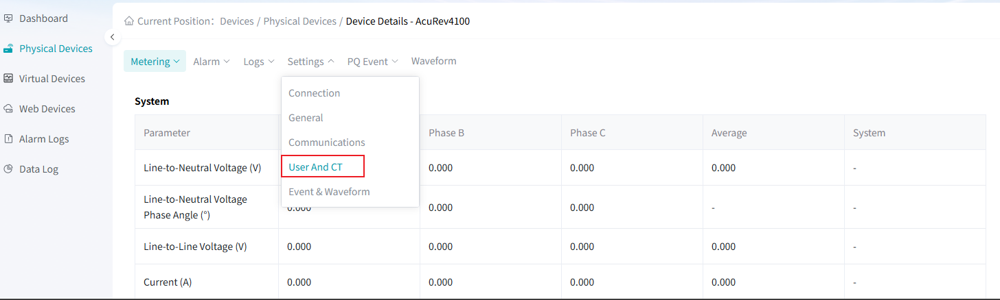 Dashboard
Physical Devices
Virtual Devices
Web Devices
Alarm Logs
Data Log
Current Position: Devices / Physical Devices / Device Details - AcuRev4100
Metering Alarm Logs Settings PQ Event Waveform
Connection
General
Communications
User And CT
Event & Waveform
System
Parameter Phase B Phase C Average System
Line-to-Neutral Voltage (V) 0.000 0.000 0.000 -
Line-to-Neutral Voltage
Phase Angle (°) 0.000 0.000 0.000 - -
Line-to-Line Voltage (V) 0.000 0.000 0.000 0.000 -
Current (A) 0.000 0.000 0.000 0.000 -